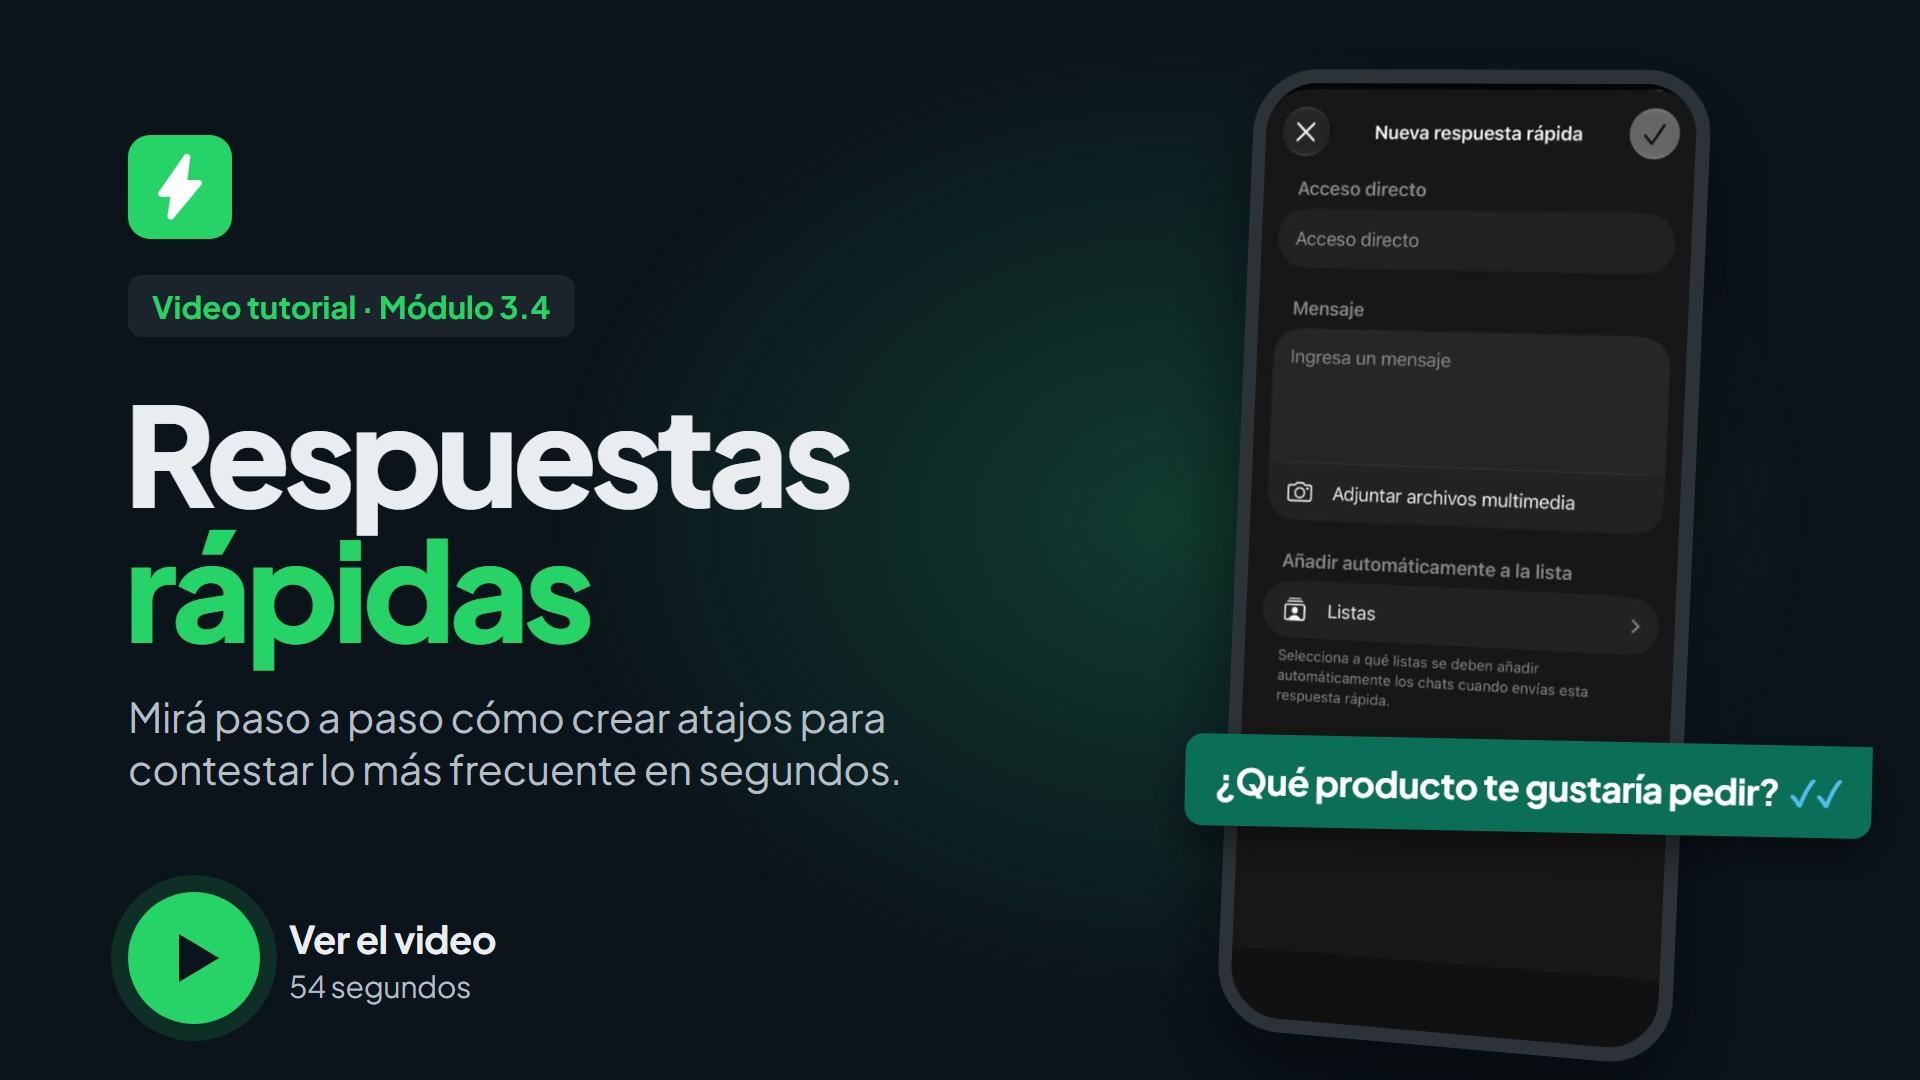 Video tutorial · Módulo 3.4
Respuestas
rápidas
Mirá paso a paso cómo crear atajos para
contestar lo más frecuente en segundos.
Ver el video
54 segundos
Nueva respuesta rápida
Acceso directo
Acceso directo
Mensaje
Ingresa un mensaje
Adjuntar archivos multimedia
Añadir automáticamente a la lista
Listas
Selecciona a qué listas se deben añadir
automáticamente los chats cuando envías esta
respuesta rápida.
¿Qué producto te gustaría pedir? ✓✓